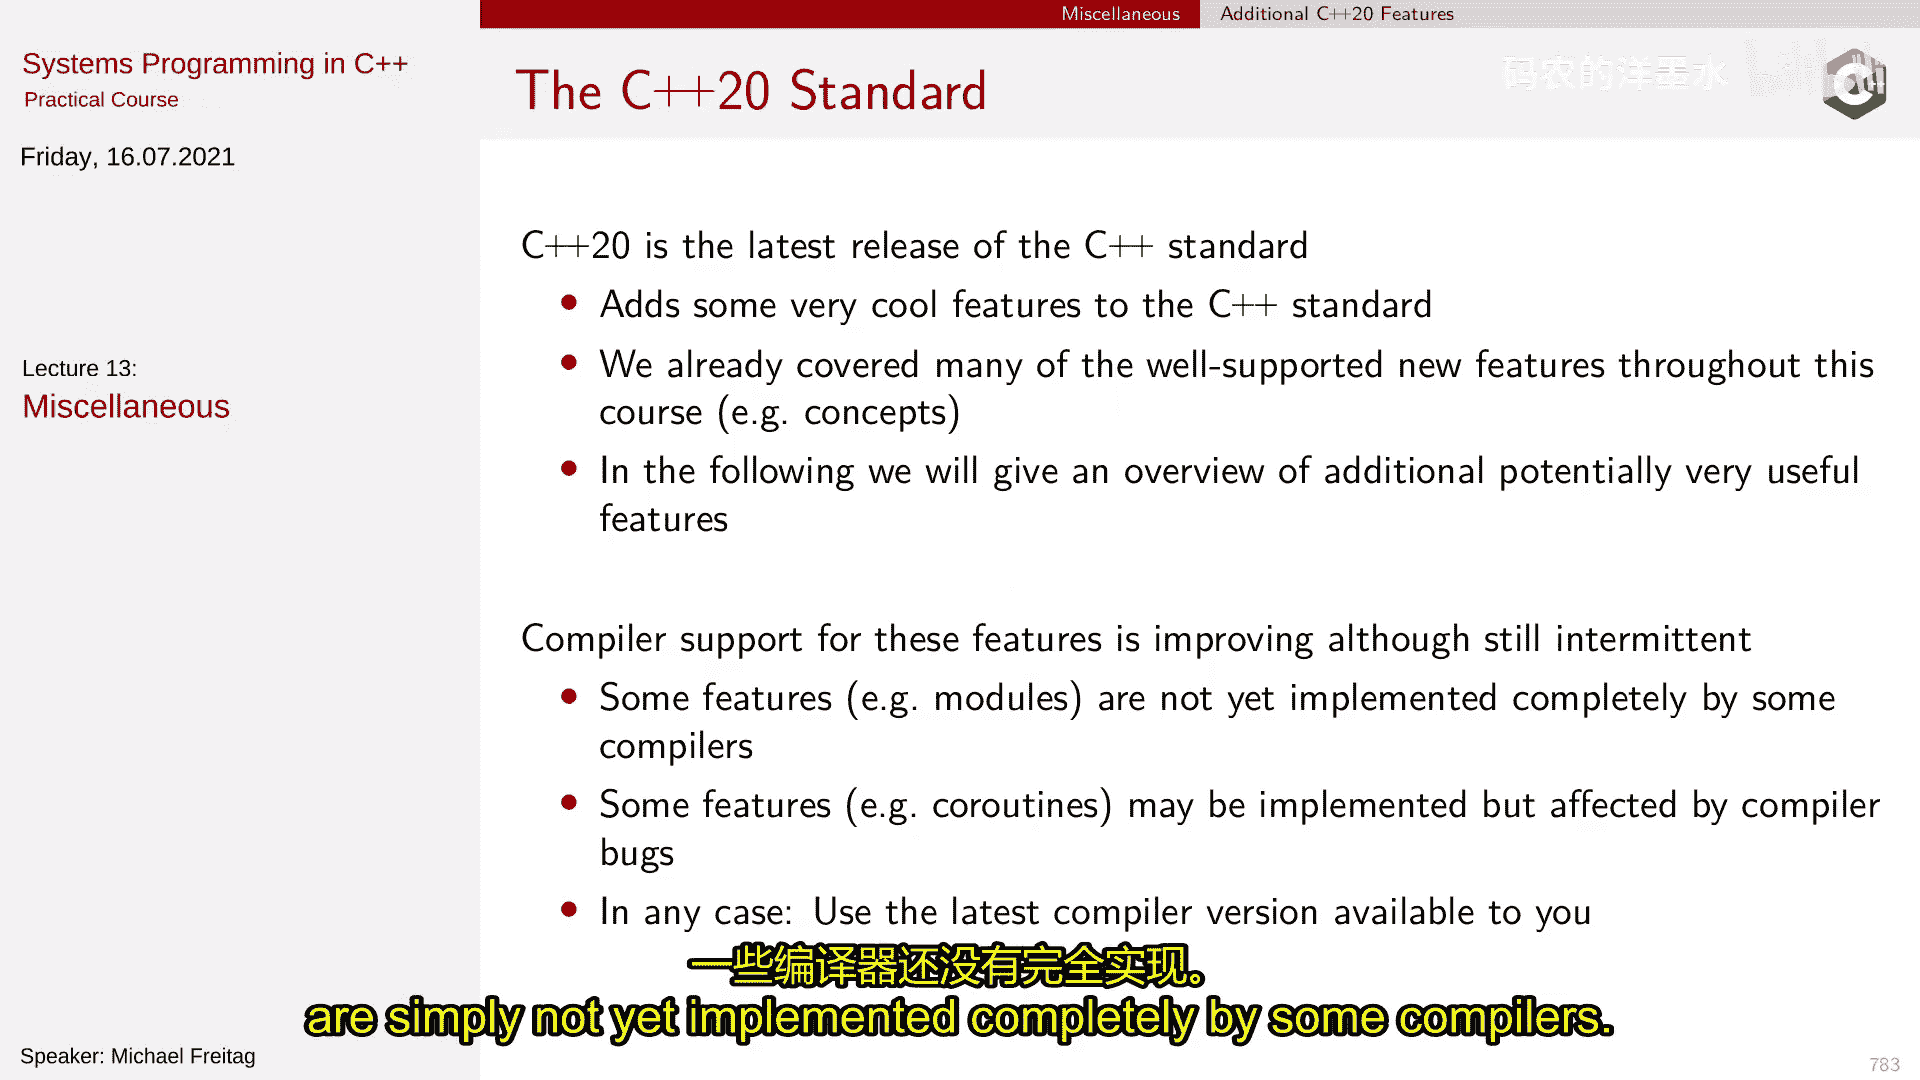 Miscellaneous
Additional C++20 Features
Systems Programming in C++
Practical Course
Friday, 16.07.2021
Lecture 13:
Miscellaneous
The C++20 Standard
码农的洋墨水
C++20 is the latest release of the C++ standard
• Adds some very cool features to the C++ standard
• We already covered many of the well-supported new features throughout this
course (e.g. concepts)
• In the following we will give an overview of additional potentially very useful
features
Compiler support for these features is improving although still intermittent
• Some features (e.g. modules) are not yet implemented completely by some
compilers
• Some features (e.g. coroutines) may be implemented but affected by compiler
bugs
• In any case: Use the latest compiler version available to you
一些编译器还没有完全实现。
are simply not yet implemented completely by some compilers.
Speaker: Michael Freitag
783